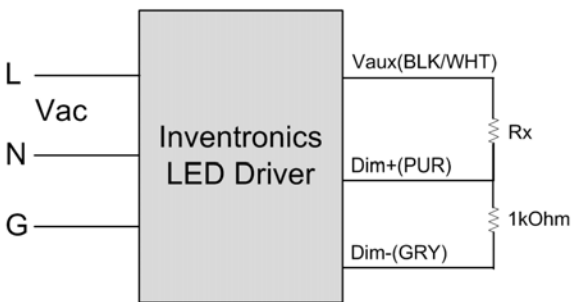 L
Vac
N
G
Inventronics
LED Driver
Vaux(BLK/WHT)
Rx
Dim+(PUR)
1kOhm
Dim-(GRY)